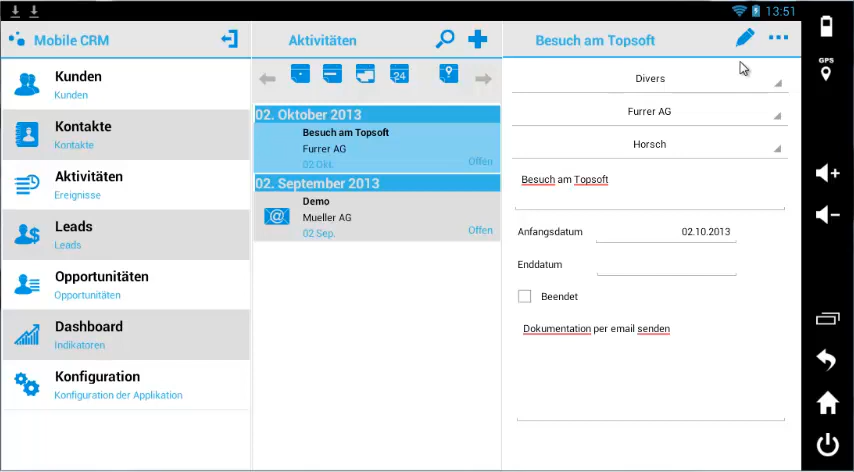 13:51
Mobile CRM
Kunden
Kunden
Kontakte
Kontakte
Aktivitäten
Ereignisse
Leads
Leads
Opportunitäten
Opportunitäten
Dashboard
Indikatoren
Konfiguration
Konfiguration der Applikation
Aktivitäten
24
02. Oktober 2013
Besuch am Topsoft
Furrer AG
02 Okt.
Offen
02. September 2013
@
Demo
Mueller AG
02 Sep.
Offen
Besuch am Topsoft
Divers
Furrer AG
Horsch
Besuch am Topsoft
Anfangsdatum 02.10.2013
Enddatum
Beendet
Dokumentation per email senden
GPS